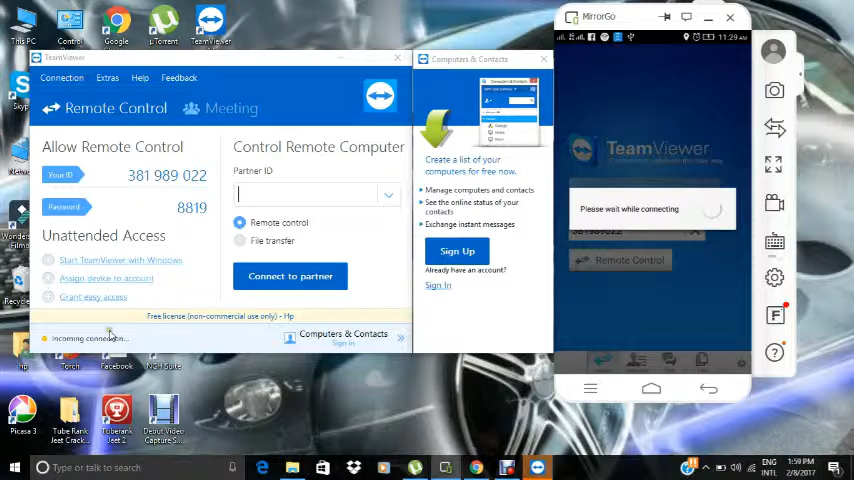 This PC
Control
Google
µTorrent
TeamViewer
TeamViewer
Connection
Extras
Help
Feedback
Remote Control
Meeting
Allow Remote Control
Your ID
381 989 022
Password
8819
Unattended Access
Start TeamViewer with Windows
Assign device to account
Grant easy access
Control Remote Computer
Partner ID
Remote control
File transfer
Connect to partner
Free license (non-commercial use only) - Hp
Incoming connection...
Computers & Contacts
Sign In
Computers & Contacts
Create a list of your
computers for free now.
Manage computers and contacts
See the online status of your
contacts
Exchange instant messages
Sign Up
Already have an account?
Sign In
MirrorGo
11:29 AM
TeamViewer
Please wait while connecting
Remote Control
hp
Torch
Facebook
Picasa 3
Tube Rank
Jeet Crack...
Tuberank
Jeet 2
Debut Video
Capture S...
Type or talk to search
ENG
INTL
1:59 PM
2/8/2017